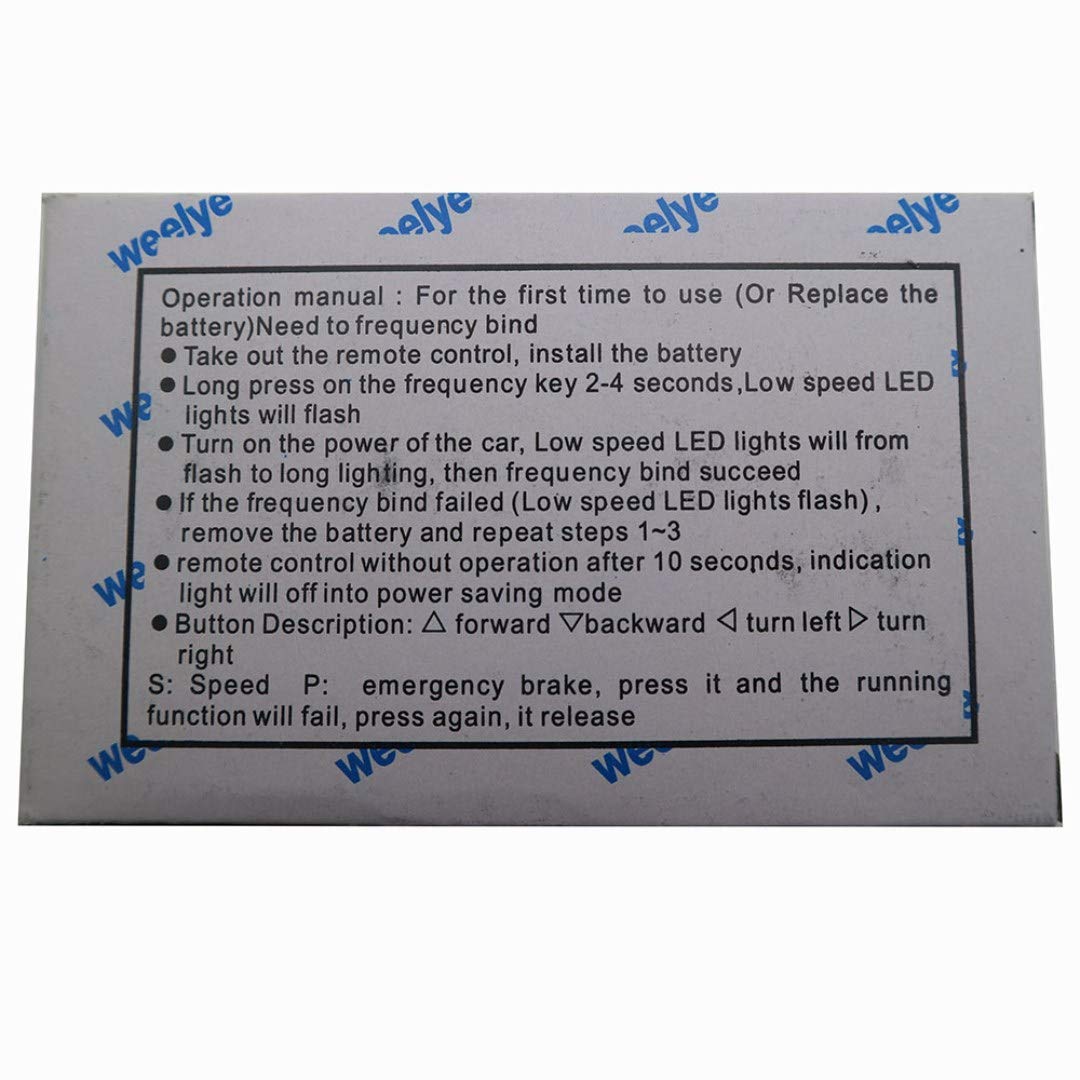 weelye eelye eelye eelye
Operation manual : For the first time to use (Or Replace the
battery)Need to frequency bind
● Take out the remote control, install the battery
● Long press on the frequency key 2-4 seconds,Low speed LED
lights will flash
● Turn on the power of the car, Low speed LED lights will from
flash to long lighting, then frequency bind succeed
● If the frequency bind failed (Low speed LED lights flash),
remove the battery and repeat steps 1~3
● remote control without operation after 10 seconds, indication
light will off into power saving mode
● Button Description: △ forward ▽backward ◁ turn left ▷ turn
right
S: Speed P: emergency brake, press it and the running
function will fail, press again, it release